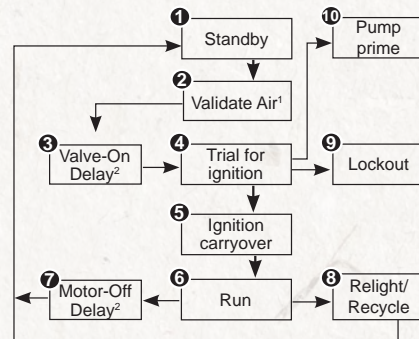 1
Standby
2
Validate Air¹
3
Valve-On
Delay²
4
Trial for
ignition
5
Ignition
carryover
6
Run
7
Motor-Off
Delay²
8
Relight/
Recycle
9
Lockout
10
Pump
prime